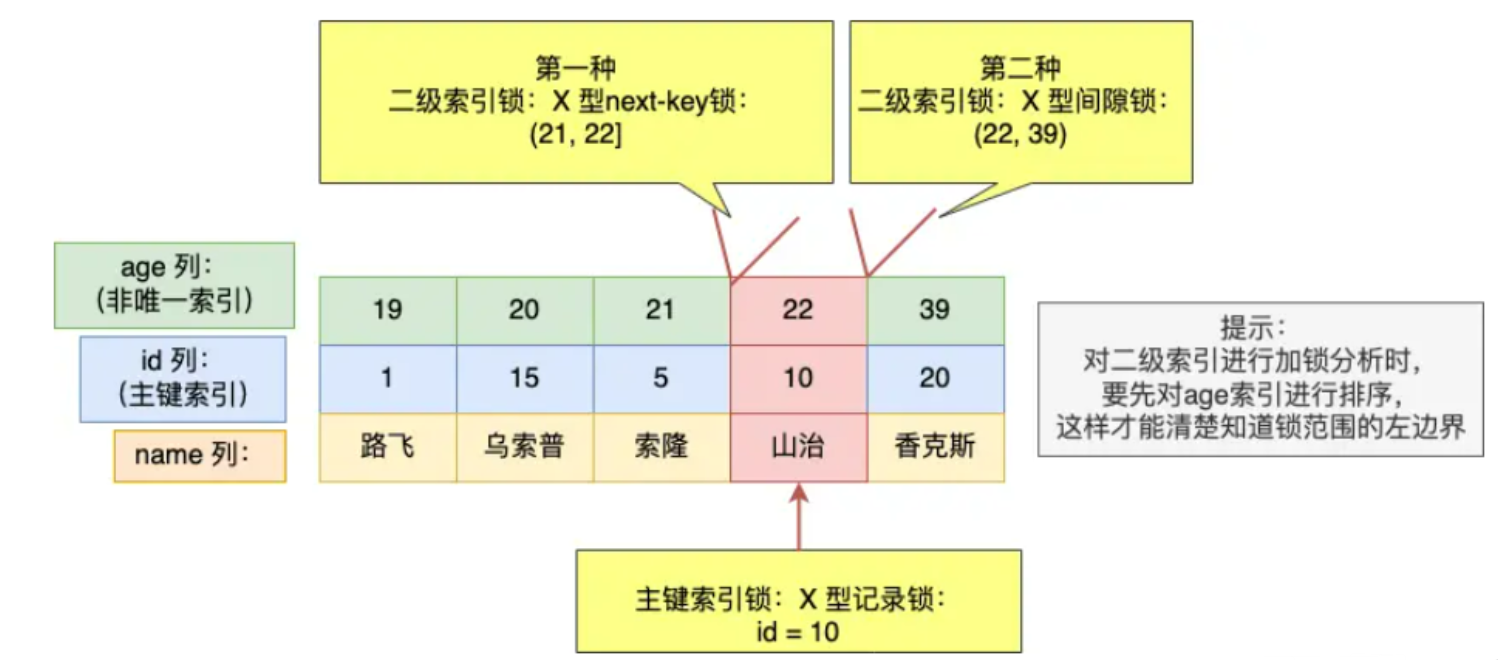 第一种
二级索引锁：X 型next-key锁：
(21, 22]
第二种
二级索引锁：X 型间隙锁：
(22, 39)
age 列：
（非唯一索引）
19
20
21
22
39
id 列：
（主键索引）
1
15
5
10
20
name 列：
路飞
乌索普
索隆
山治
香克斯
提示：
对二级索引进行加锁分析时，
要先对age索引进行排序，
这样才能清楚知道锁范围的左边界
主键索引锁：X 型记录锁：
id = 10